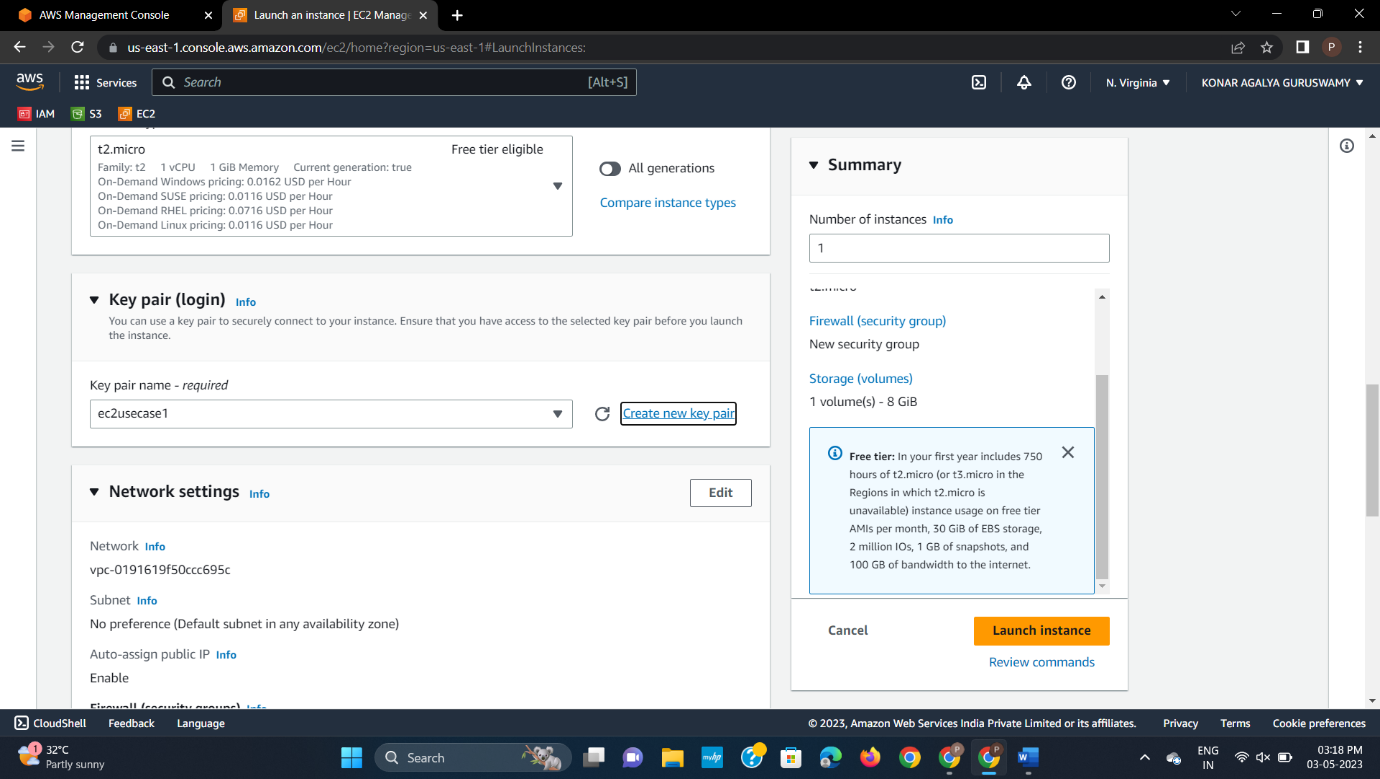 AWS Management Console
Launch an instance | EC2 Manage
us-east-1.console.aws.amazon.com/ec2/home?region=us-east-1#LaunchInstances:
P
aws
Services
Search
[Alt+S]
N. Virginia
KONAR AGALYA GURUSWAMY
IAM
S3
EC2
t2.micro
Free tier eligible
Family: t2 1 vCPU 1 GiB Memory Current generation: true
On-Demand Windows pricing: 0.0162 USD per Hour
On-Demand SUSE pricing: 0.0116 USD per Hour
On-Demand RHEL pricing: 0.0716 USD per Hour
On-Demand Linux pricing: 0.0116 USD per Hour
All generations
Compare instance types
Key pair (login) Info
You can use a key pair to securely connect to your instance. Ensure that you have access to the selected key pair before you launch
the instance.
Key pair name - required
ec2usecase1
Create new key pair
Network settings Info
Edit
Network Info
vpc-0191619f50ccc695c
Subnet Info
No preference (Default subnet in any availability zone)
Auto-assign public IP Info
Enable
Firewall (security groups) Info
Summary
Number of instances Info
1
t2.micro
Firewall (security group)
New security group
Storage (volumes)
1 volume(s) - 8 GiB
Free tier: In your first year includes 750
hours of t2.micro (or t3.micro in the
Regions in which t2.micro is
unavailable) instance usage on free tier
AMIs per month, 30 GiB of EBS storage,
2 million IOs, 1 GB of snapshots, and
100 GB of bandwidth to the internet.
Cancel
Launch instance
Review commands
CloudShell
Feedback
Language
© 2023, Amazon Web Services India Private Limited or its affiliates.
Privacy
Terms
Cookie preferences
1
32°C
Partly sunny
Search
P
P
ENG
IN
03:18 PM
03-05-2023